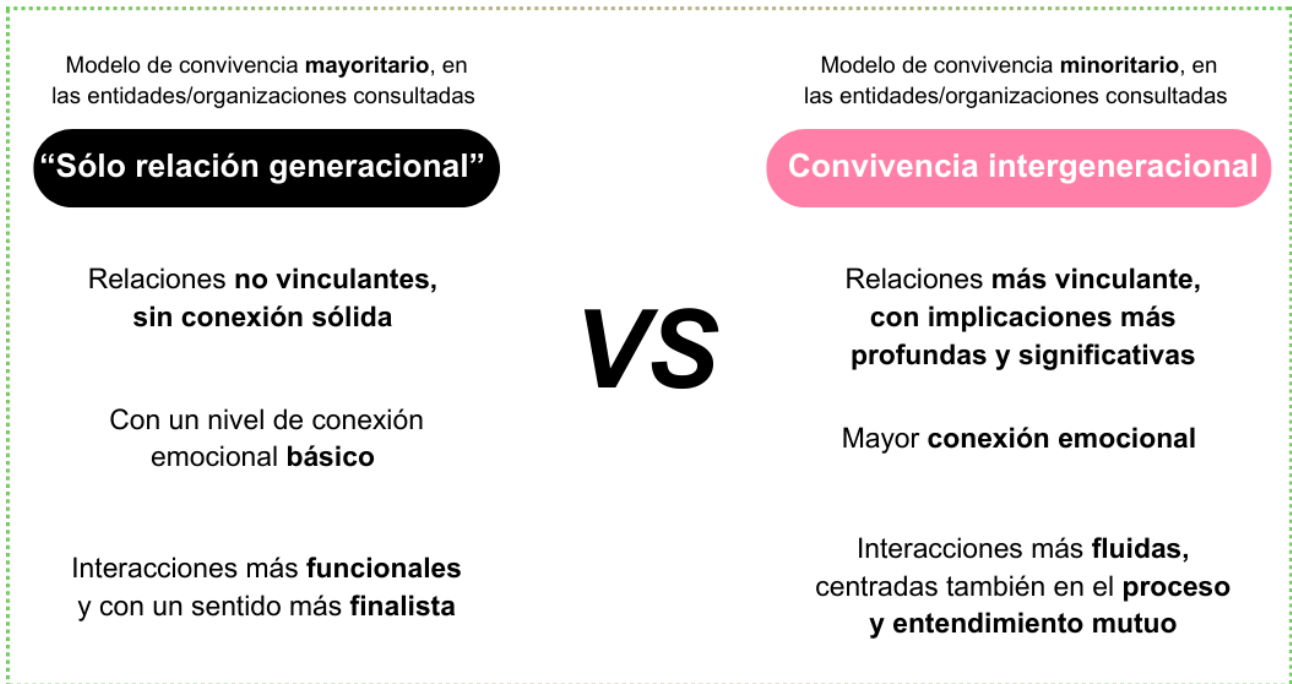 Modelo de convivencia mayoritario, en
las entidades/organizaciones consultadas
“Sólo relación generacional”
Relaciones no vinculantes,
sin conexión sólida
Con un nivel de conexión
emocional básico
Interacciones más funcionales
y con un sentido más finalista
VS
Modelo de convivencia minoritario, en
las entidades/organizaciones consultadas
Convivencia intergeneracional
Relaciones más vinculante,
con implicaciones más
profundas y significativas
Mayor conexión emocional
Interacciones más fluidas,
centradas también en el proceso
y entendimiento mutuo